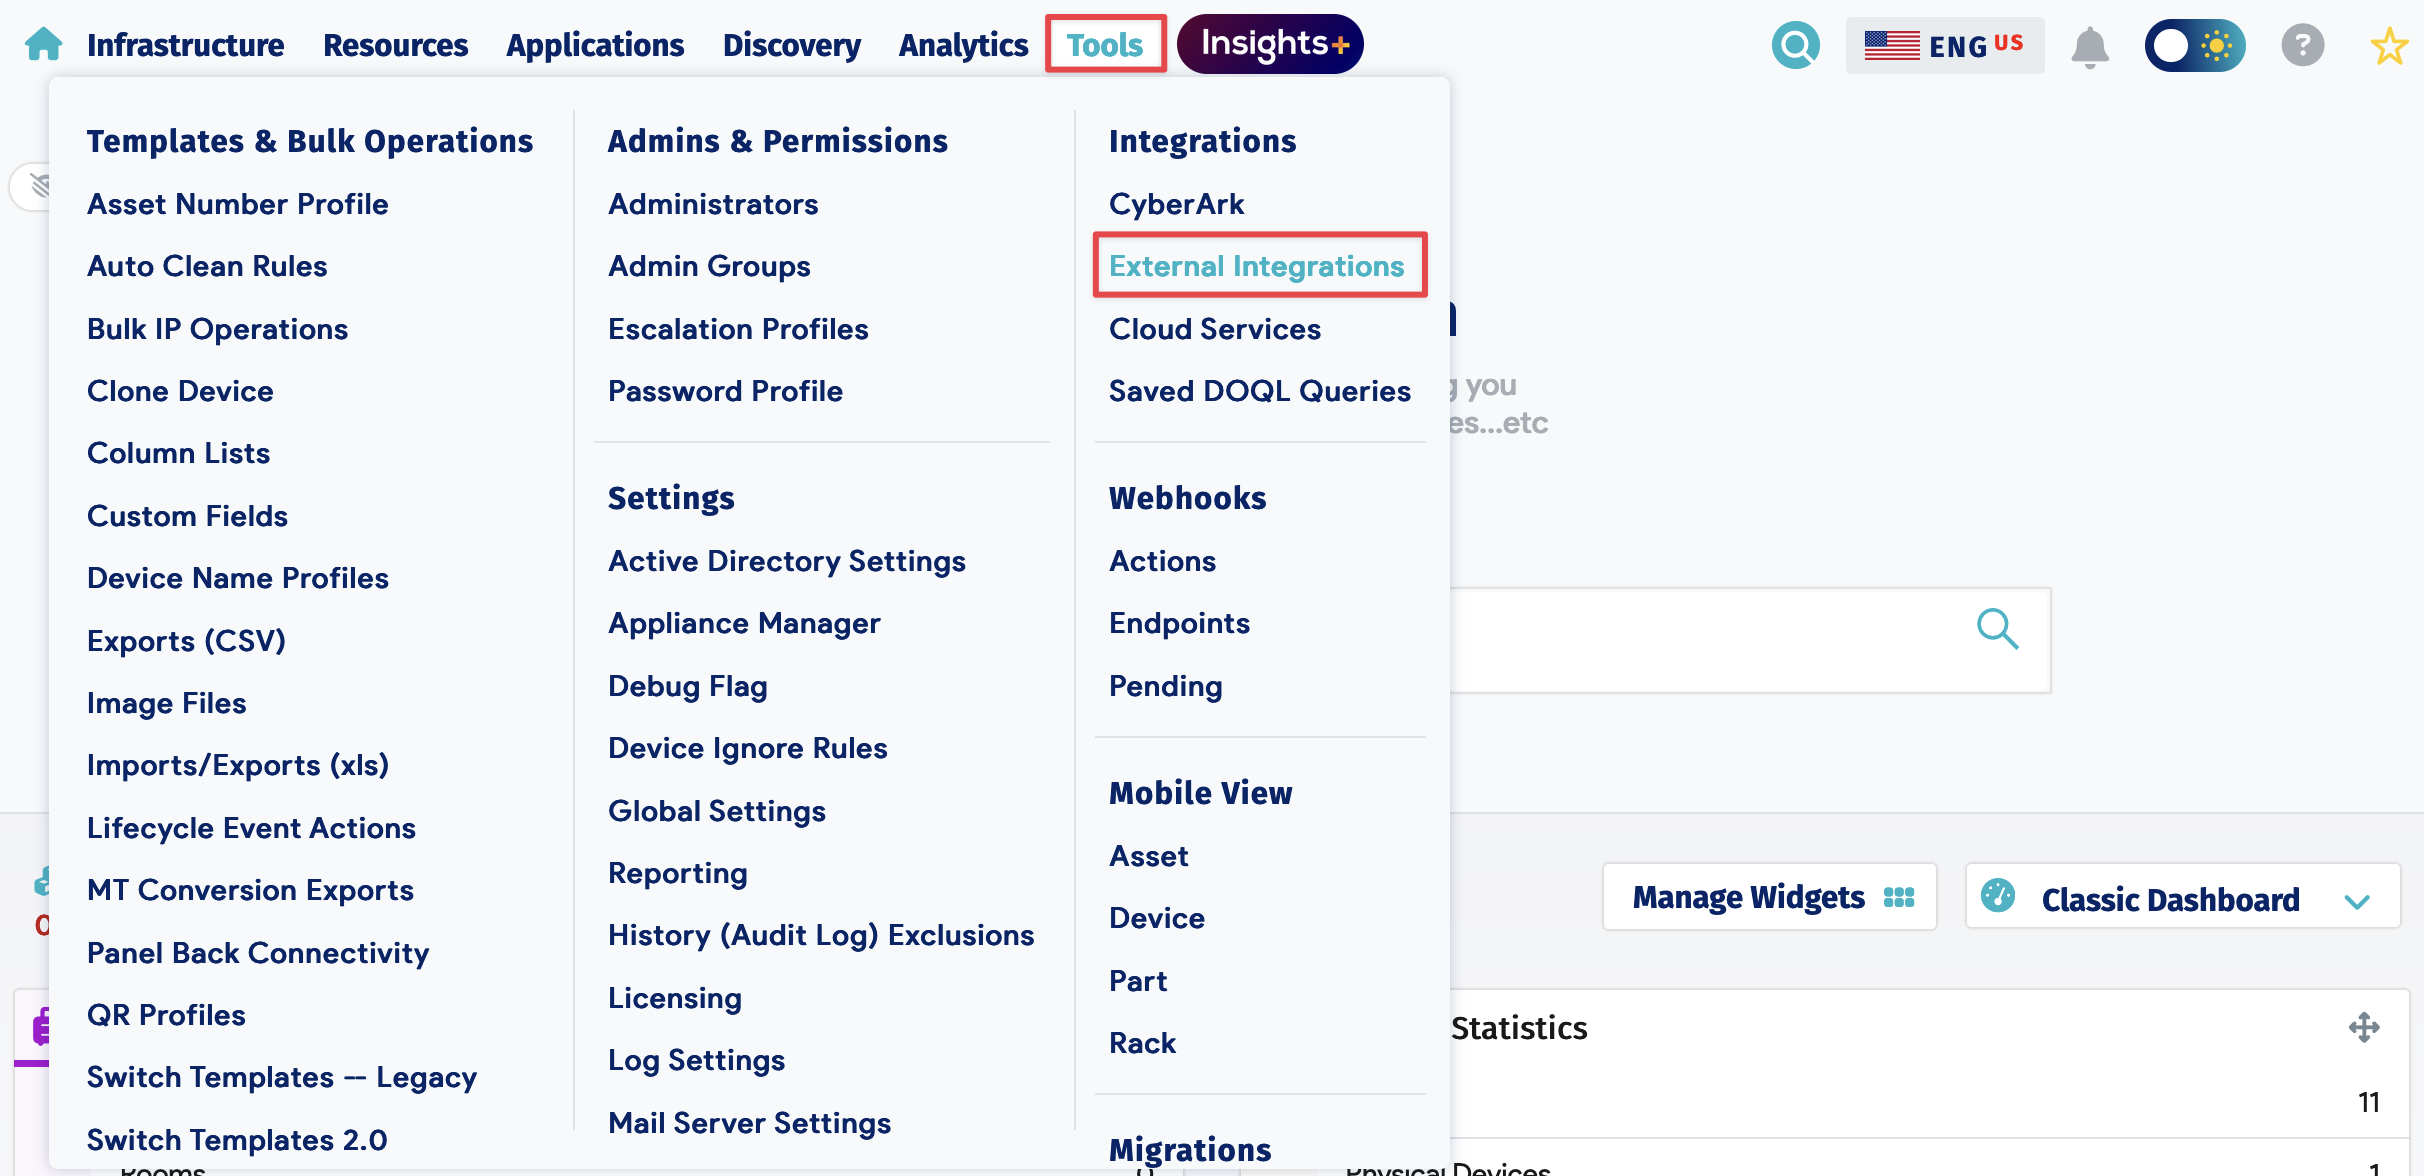 Infrastructure Resources Applications Discovery Analytics Tools Insights+ ENG US ?
Templates & Bulk Operations
Asset Number Profile
Auto Clean Rules
Bulk IP Operations
Clone Device
Column Lists
Custom Fields
Device Name Profiles
Exports (CSV)
Image Files
Imports/Exports (xls)
Lifecycle Event Actions
MT Conversion Exports
Panel Back Connectivity
QR Profiles
Switch Templates -- Legacy
Switch Templates 2.0
Admins & Permissions
Administrators
Admin Groups
Escalation Profiles
Password Profile
Settings
Active Directory Settings
Appliance Manager
Debug Flag
Device Ignore Rules
Global Settings
Reporting
History (Audit Log) Exclusions
Licensing
Log Settings
Mail Server Settings
Integrations
CyberArk
External Integrations
Cloud Services
Saved DOQL Queries
Webhooks
Actions
Endpoints
Pending
Mobile View
Asset
Device
Part
Rack
Migrations
you
...etc
Manage Widgets
Classic Dashboard
Statistics
11
Rooms
0
Physical Devices
1